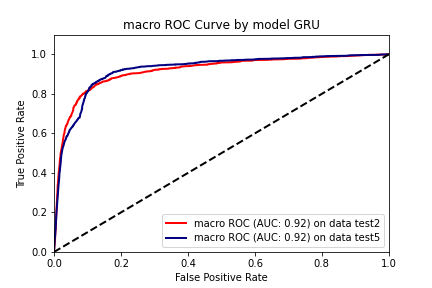 macro ROC Curve by model GRU
1.0
0.8
0.6
0.4
0.2
0.0
True Positive Rate
macro ROC (AUC: 0.92) on data test2
macro ROC (AUC: 0.92) on data test5
0.0 0.2 0.4 0.6 0.8 1.0
False Positive Rate